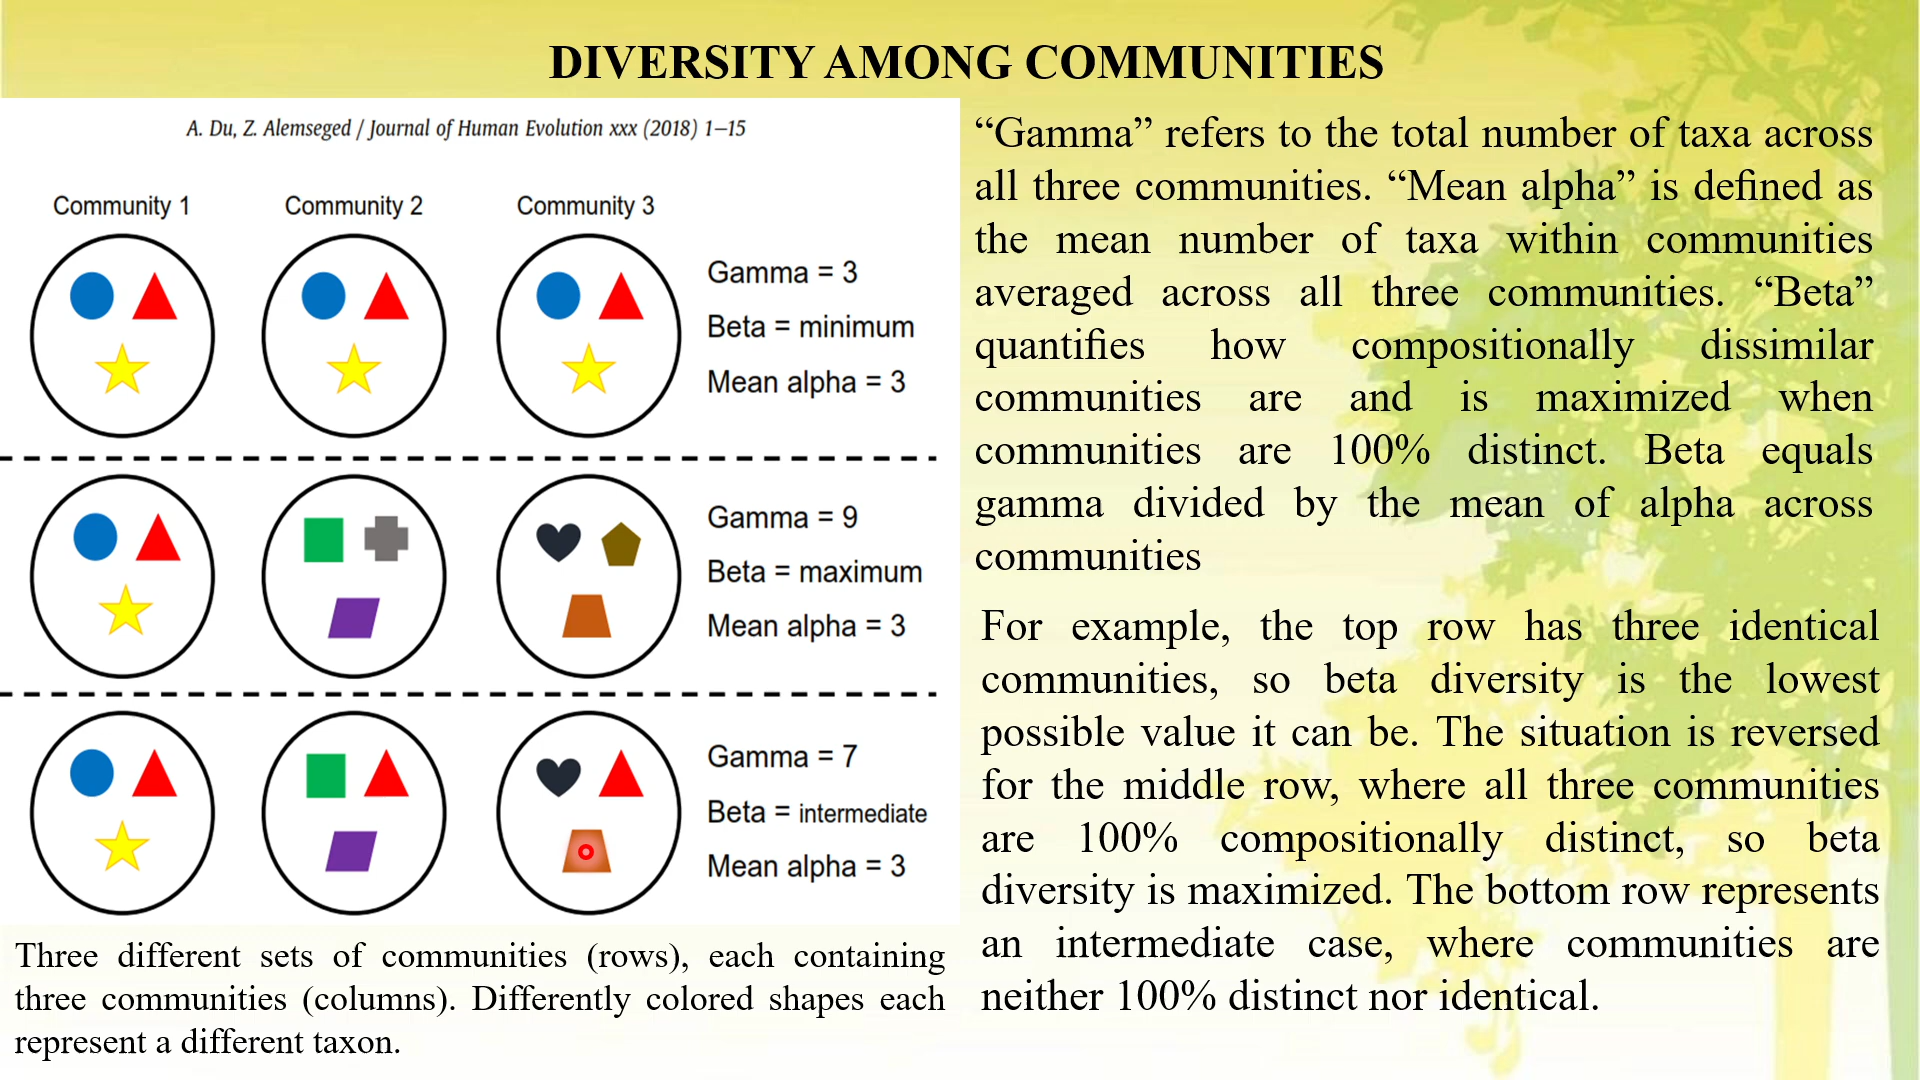 DIVERSITY AMONG COMMUNITIES
A. Du, Z. Alemseged / Journal of Human Evolution xxx (2018) 1–15
Community 1
Community 2
Community 3
Gamma = 3
Beta = minimum
Mean alpha = 3
Gamma = 9
Beta = maximum
Mean alpha = 3
Gamma = 7
Beta = intermediate
Mean alpha = 3
Three different sets of communities (rows), each containing
three communities (columns). Differently colored shapes each
represent a different taxon.
“Gamma” refers to the total number of taxa across
all three communities. “Mean alpha” is defined as
the mean number of taxa within communities
averaged across all three communities. “Beta”
quantifies how compositionally dissimilar
communities are and is maximized when
communities are 100% distinct. Beta equals
gamma divided by the mean of alpha across
communities
For example, the top row has three identical
communities, so beta diversity is the lowest
possible value it can be. The situation is reversed
for the middle row, where all three communities
are 100% compositionally distinct, so beta
diversity is maximized. The bottom row represents
an intermediate case, where communities are
neither 100% distinct nor identical.